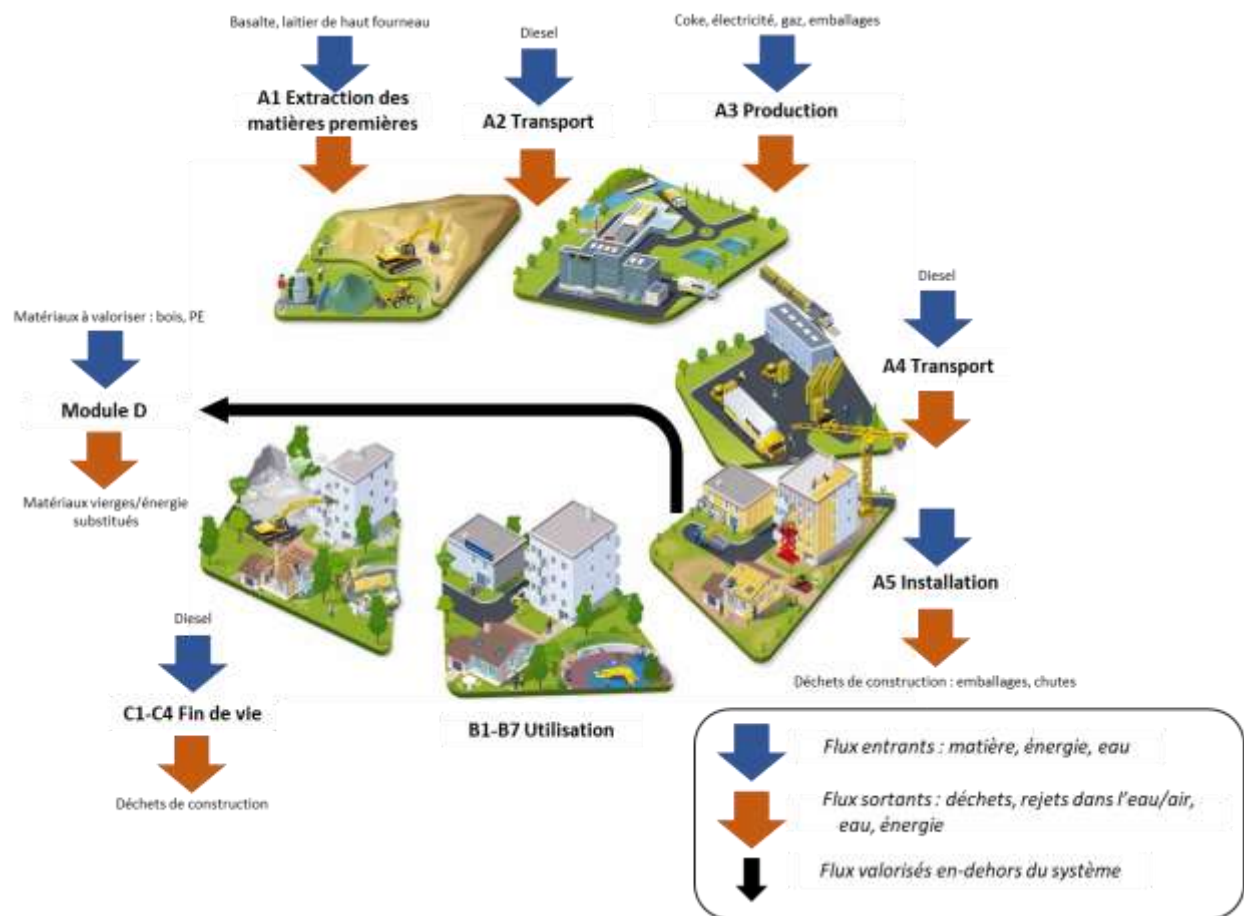 Basalte, laitier de haut fourneau
Diesel
Coke, électricité, gaz, emballages
A1 Extraction des
matières premières
A2 Transport
A3 Production
Diesel
Matériaux à valoriser : bois, PE
A4 Transport
Module D
Matériaux vierges/énergie
substitués
A5 Installation
Diesel
Déchets de construction : emballages, chutes
C1-C4 Fin de vie
B1-B7 Utilisation
Déchets de construction
Flux entrants : matière, énergie, eau
Flux sortants : déchets, rejets dans l'eau/air,
eau, énergie
Flux valorisés en-dehors du système